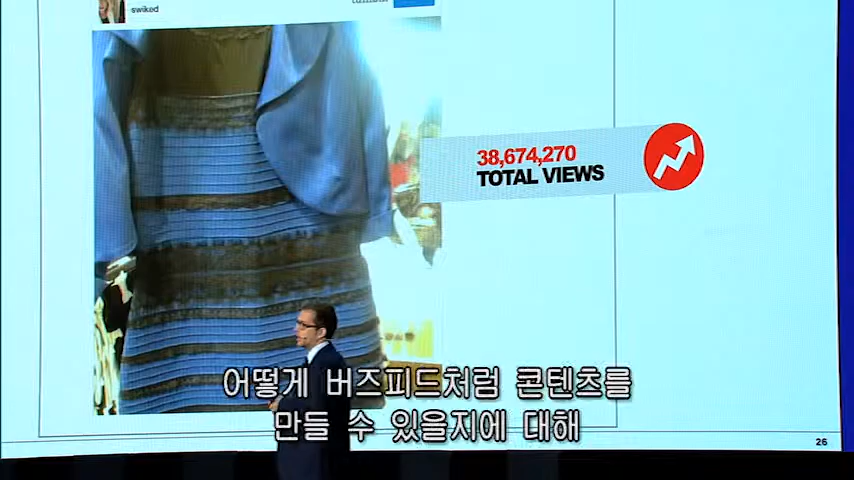 swiked
38,674,270
TOTAL VIEWS
어떻게 버즈피드처럼 콘텐츠를
만들 수 있을지에 대해
26